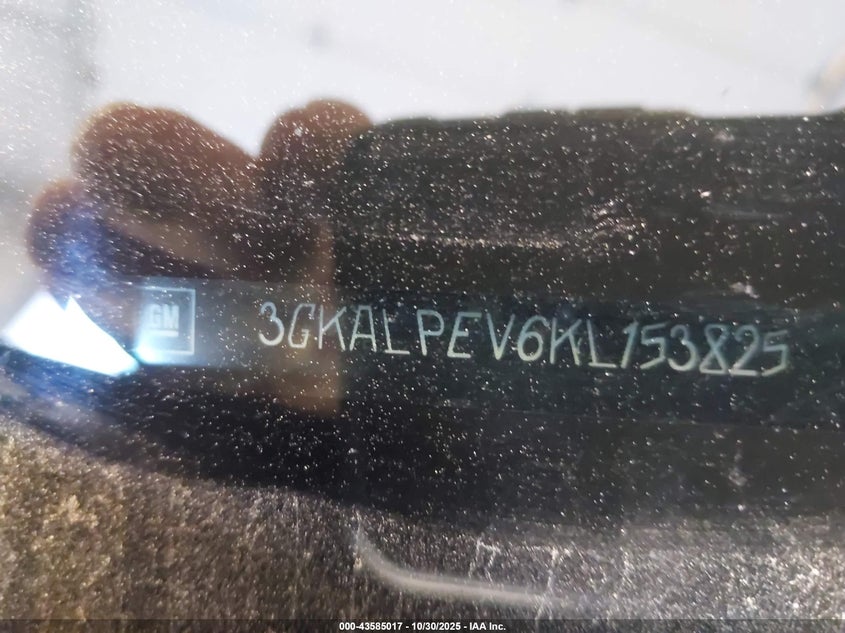 GM
3GKALPEV6KL153825
000-43585017 - 10/30/2025 - IAA Inc.